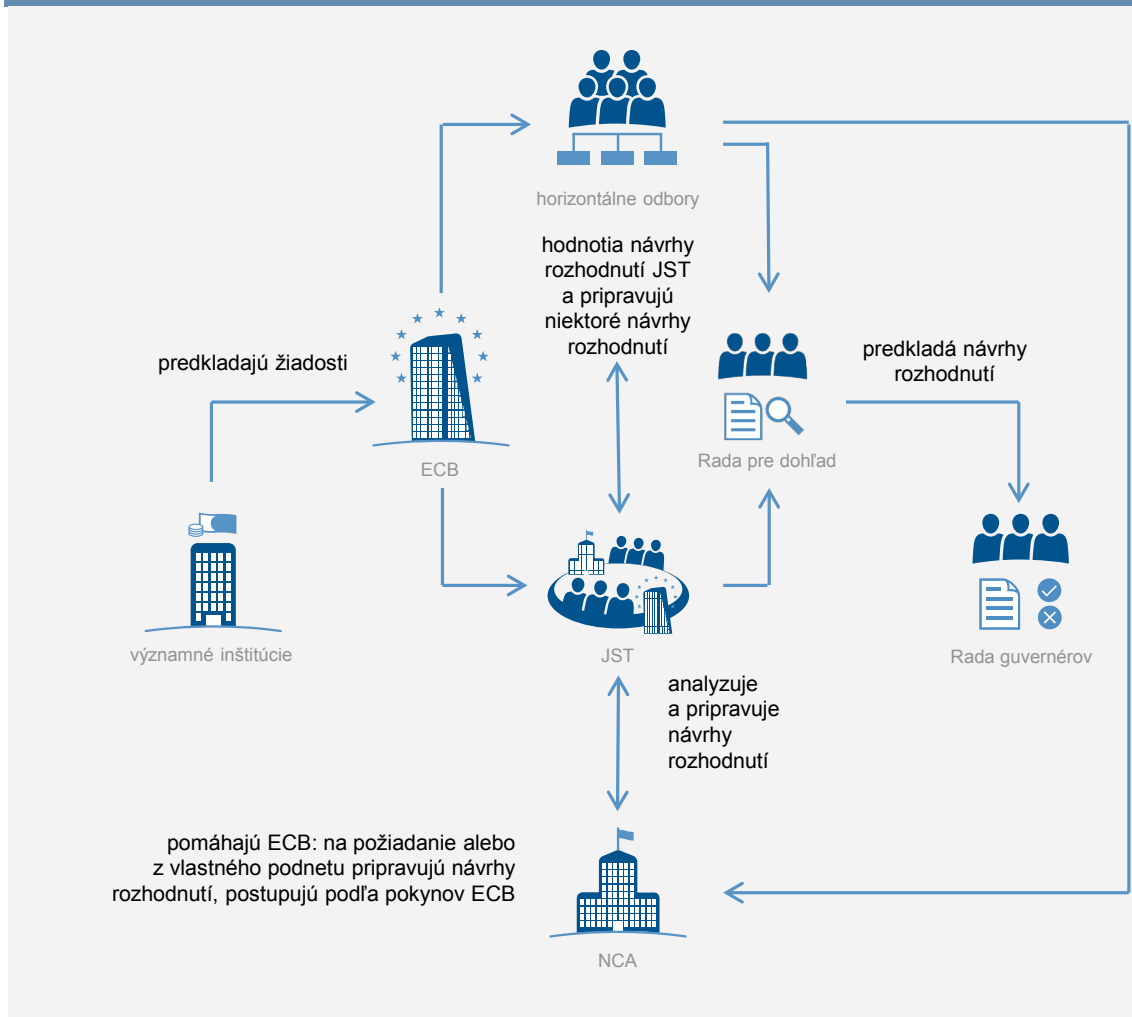 horizontálne odbory
hodnotia návrhy
rozhodnutí JST
a pripravujú
niektoré návrhy
rozhodnutí
predkladajú žiadosti
ECB
predkladá návrhy
rozhodnutí
Rada pre dohľad
významné inštitúcie
JST
Rada guvernérov
analyzuje
a pripravuje
návrhy
rozhodnutí
pomáhajú ECB: na požiadanie alebo
z vlastného podnetu pripravujú návrhy
rozhodnutí, postupujú podľa pokynov ECB
NCA